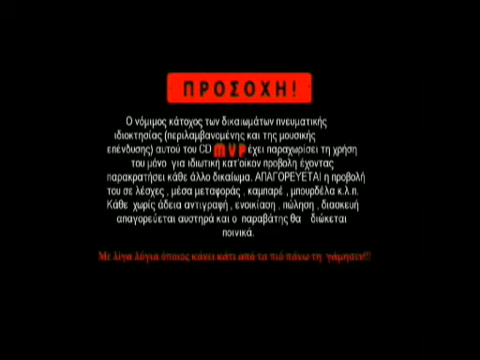 ΠΡΟΣΟΧΗ!
Ο νόμιμος κάτοχος των δικαιωμάτων πνευματικής
ιδιοκτησίας (περιλαμβανομένης και της μουσικής
επένδυσης) αυτού του CD MVP έχει παραχωρίσει τη χρήση
του μόνο για ιδιωτική κατ'οίκον προβολη έχοντας
παρακρατήσει κάθε άλλο δικαίωμα. ΑΠΑΓΟΡΕΥΕΤΑΙ η προβολή
του σε λέσχες , μέσα μεταφοράς , καμπαρέ , μπουρδέλα κ.λ.π.
Κάθε χωρίς άδεια αντιγραφή , ενοικίαση , πώληση , διασκευή
απαγορεύεται αυστηρά και ο παραβάτης θα διώκεται
ποινικά.
Με λίγα λόγια όποιος κάνει κάτι από τα πιό πάνω τη γάμησεν!!!